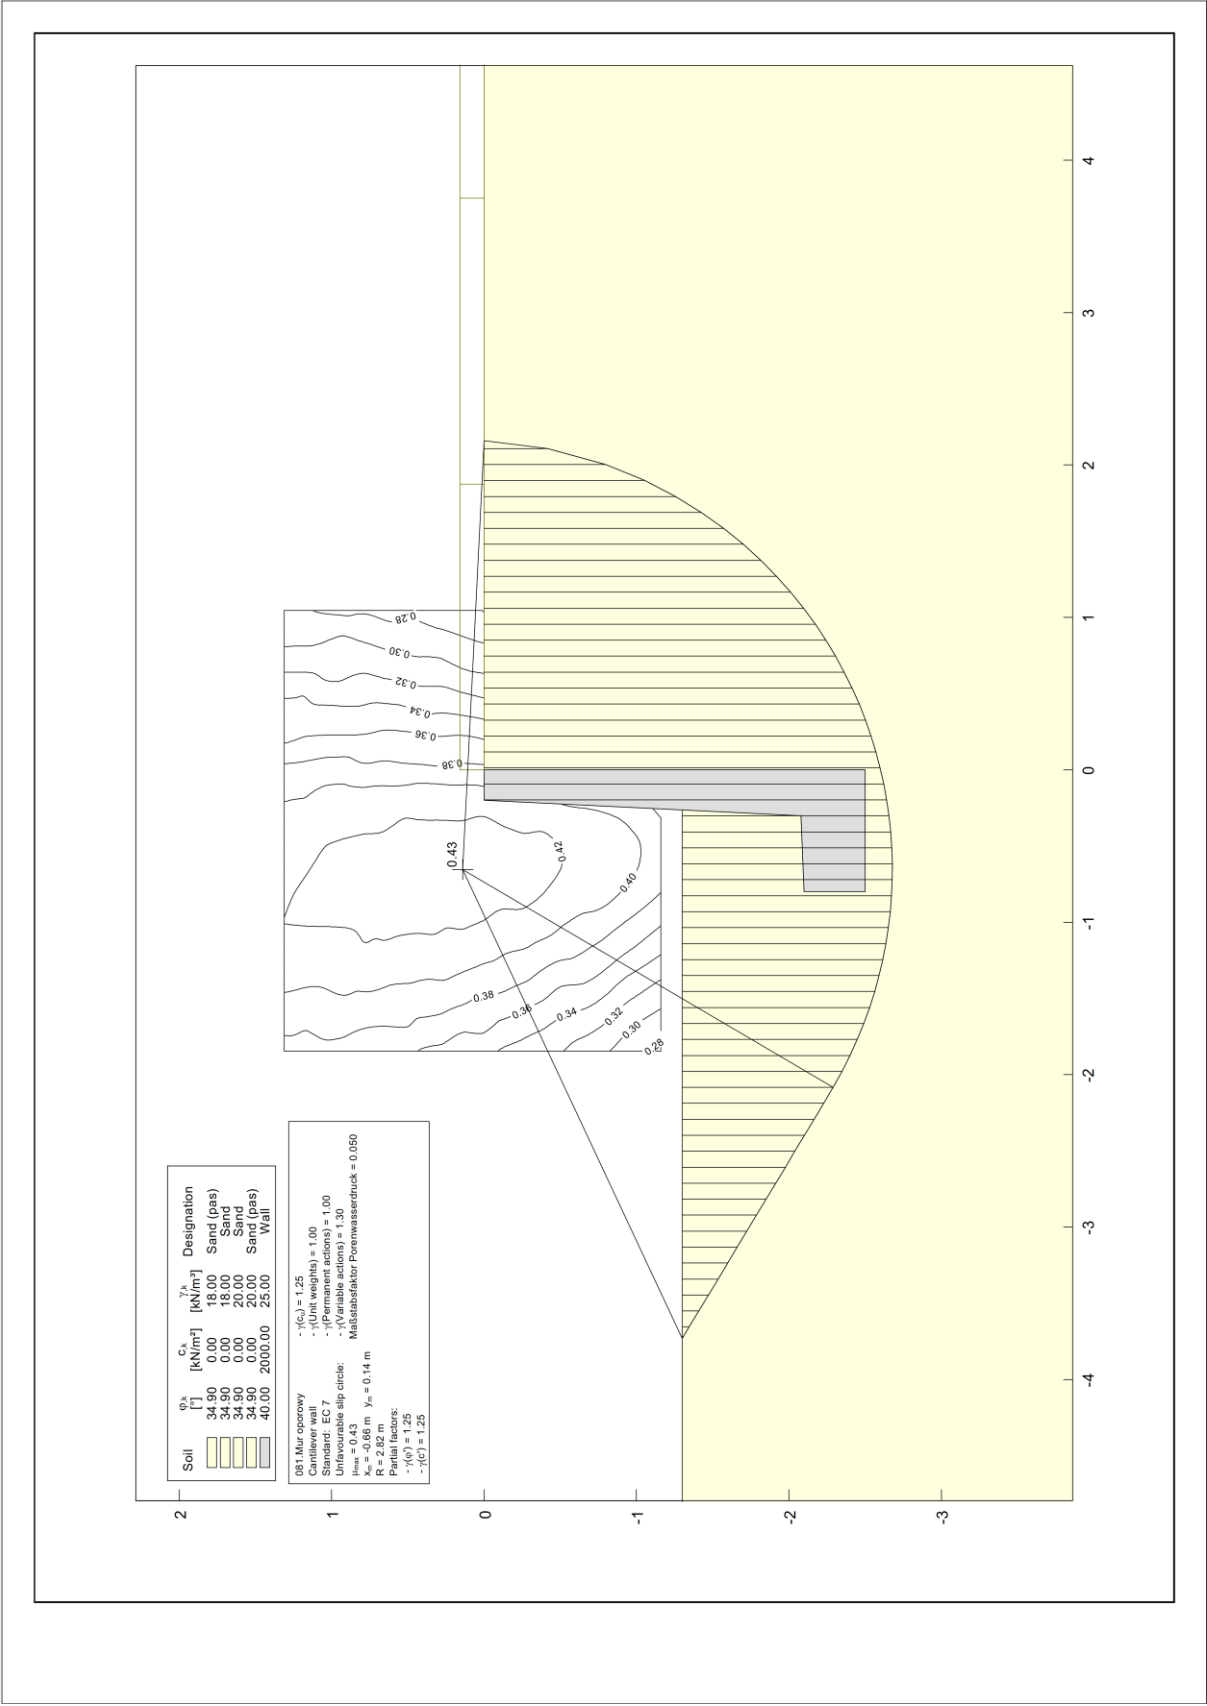 Soil φ,k c,k γ,k Designation
[°] [kN/m²] [kN/m³]
34.90 0.00 18.00 Sand (pas)
34.90 0.00 18.00 Sand
34.90 0.00 20.00 Sand
34.90 0.00 20.00 Sand (pas)
40.00 2000.00 25.00 Wall
081.Mur oporowy
Cantilever wall
Standard: EC 7
Unfavourable slip circle:
μmax = 0.43
xm = -0.66 m ym = 0.14 m
R = 2.82 m
Partial factors:
- γ(φ') = 1.25
- γ(c') = 1.25
- γ(cu) = 1.25
- γ(Unit weights) = 1.00
- γ(Permanent actions) = 1.00
- γ(Variable actions) = 1.30
Maßstabsfaktor Porenwasserdruck = 0.050
0.43
0.28
0.30
0.32
0.34
0.36
0.38
0.42
0.40
0.38
0.36
0.34
0.32
0.30
0.28
2
1
0
-1
-2
-3
-4
-3
-2
-1
0
1
2
3
4